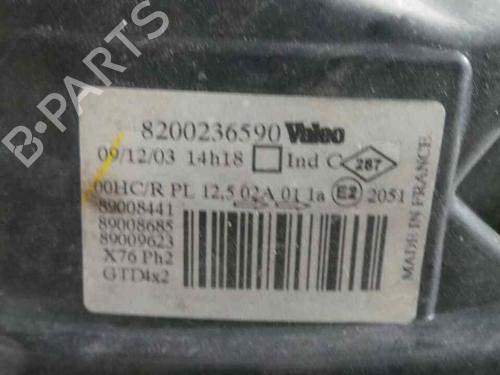 B-PARTS
8200236590 Valeo
09/12/03 14h18 Ind C 287
00HC/R PL 12,5 02A 01 1a E2 2051
89008441
89008685
89009623
X76 Ph2
GTD4x2
MADE IN FRANCE